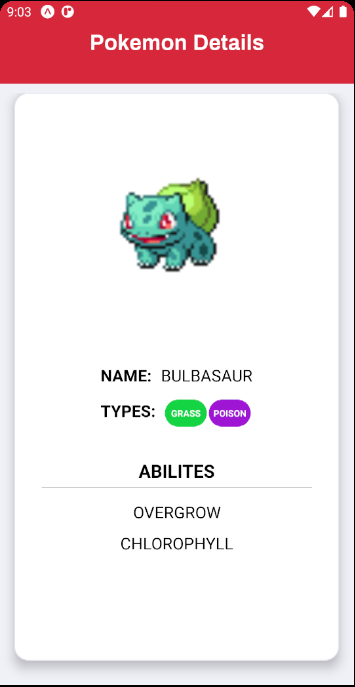 9:03
Pokemon Details
NAME: BULBASAUR
TYPES: GRASS POISON
ABILITES
OVERGROW
CHLOROPHYLL